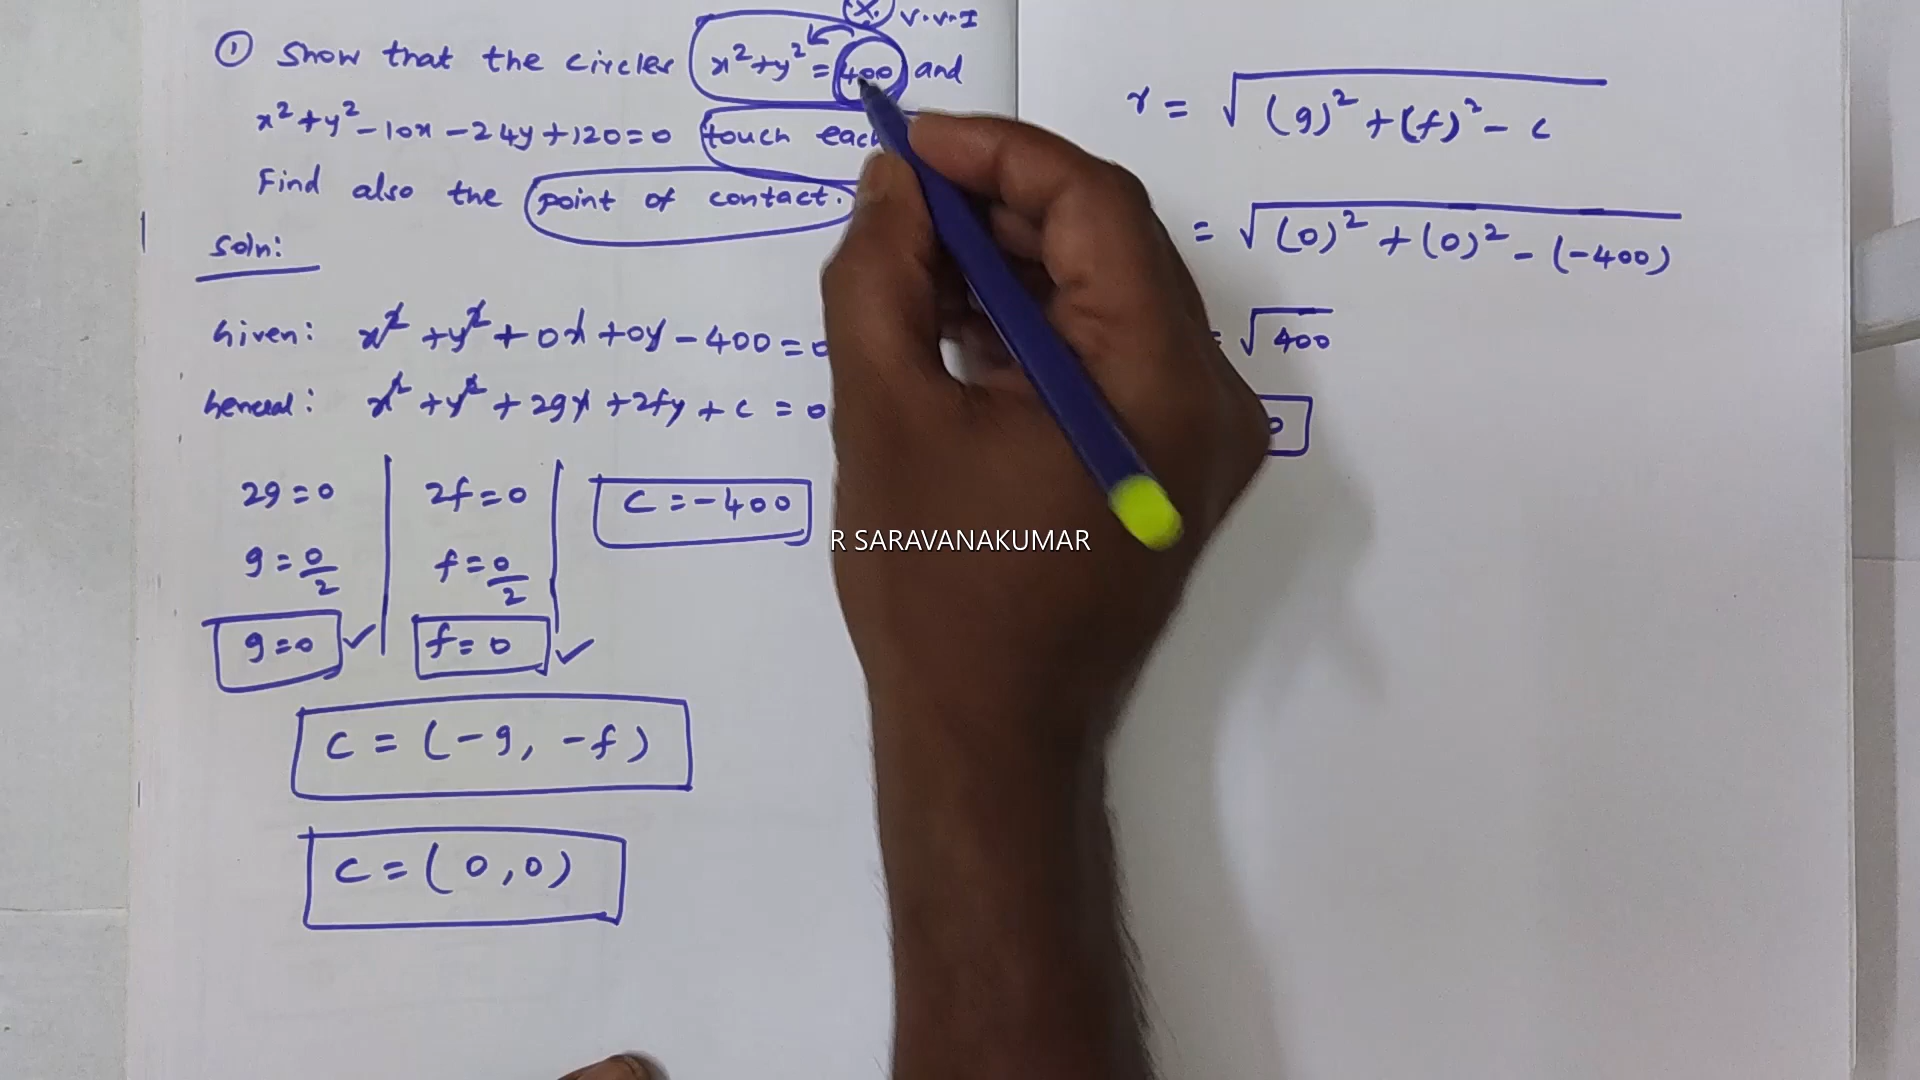 (X.) V.V.I
① Show that the circles x²+y² = 400 and
x²+y²-10x-24y+120=0 touch each
Find also the point of contact.
Soln:
Given: x²+y²+0x+0y-400=0
General: x²+y²+2gx+2fy+c=0
2g=0 2f=0 C=-400
g=0/2 f=0/2
g=0 ✓ f=0 ✓
C=(-g, -f)
C=(0,0)
r = √(g)²+(f)²-c
= √(0)²+(0)²-(-400)
= √400
0
R SARAVANAKUMAR